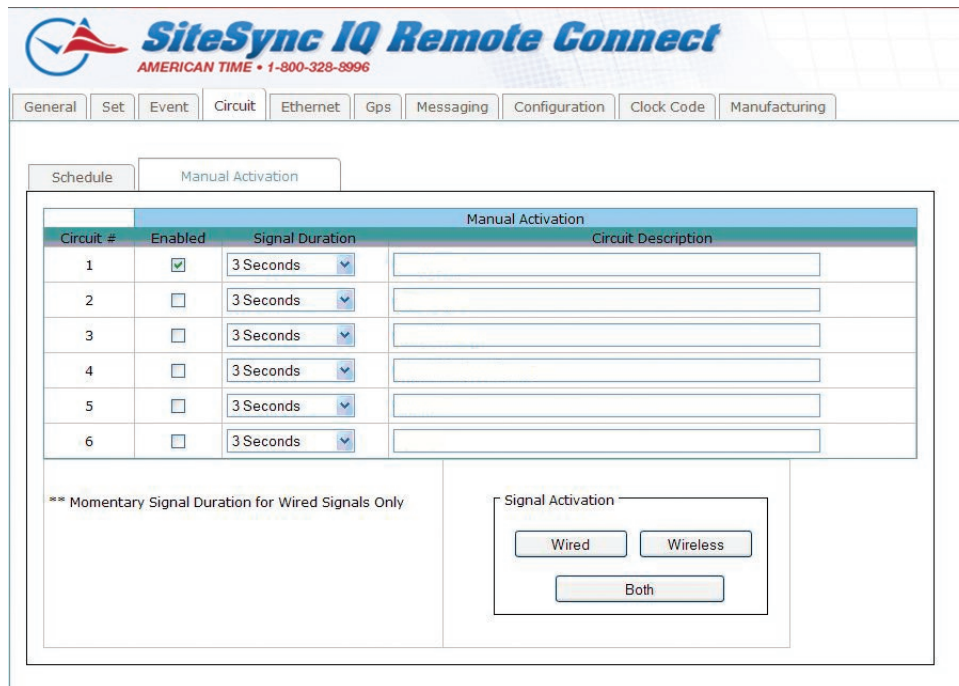 SiteSync IQ Remote Connect
AMERICAN TIME • 1-800-328-8996
General Set Event Circuit Ethernet Gps Messaging Configuration Clock Code Manufacturing
Schedule Manual Activation
Manual Activation
Circuit # Enabled Signal Duration Circuit Description
1 3 Seconds
2 3 Seconds
3 3 Seconds
4 3 Seconds
5 3 Seconds
6 3 Seconds
** Momentary Signal Duration for Wired Signals Only
Signal Activation
Wired Wireless
Both